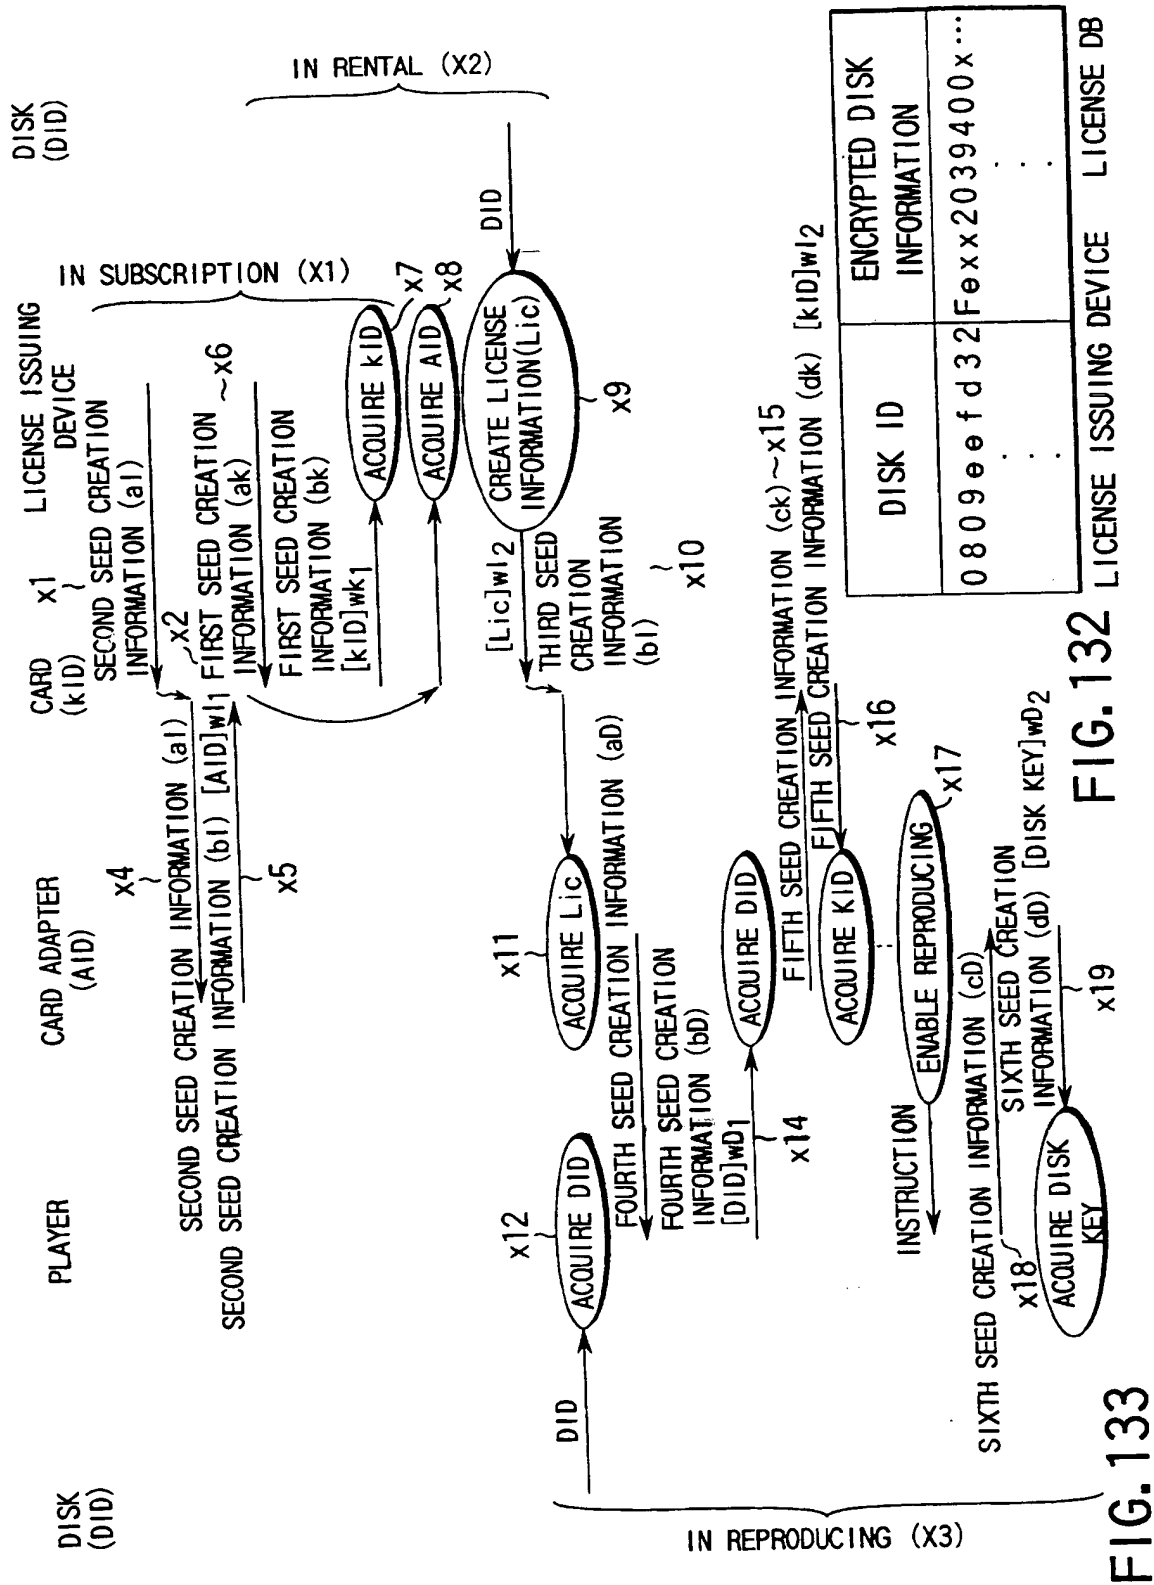 DISK
(DID)
PLAYER
CARD ADAPTER
(AID)
CARD
(kID)
LICENSE ISSUING
DEVICE
DISK
(DID)
x1
SECOND SEED CREATION
INFORMATION (aI)
IN SUBSCRIPTION (X1)
x4
SECOND SEED CREATION INFORMATION (aI)
x2
SECOND SEED CREATION INFORMATION (bI) [AID]wI1
x5
FIRST SEED CREATION
INFORMATION (ak)
~x6
FIRST SEED CREATION
INFORMATION (bk)
[kID]wk1
ACQUIRE kID
x7
ACQUIRE AID
x8
IN RENTAL (X2)
DID
CREATE LICENSE
INFORMATION(Lic)
x9
[Lic]wI2
THIRD SEED
CREATION
INFORMATION
(bI)
x10
x11
ACQUIRE Lic
DID
x12
ACQUIRE DID
FOURTH SEED CREATION INFORMATION (aD)
FOURTH SEED CREATION
INFORMATION (bD)
[DID]wD1
x14
ACQUIRE DID
FIFTH SEED CREATION INFORMATION (ck)~x15
FIFTH SEED CREATION INFORMATION (dk) [kID]wI2
x16
ACQUIRE KID
ENABLE REPRODUCING
x17
INSTRUCTION
SIXTH SEED CREATION INFORMATION (cD)
x18
SIXTH SEED CREATION
INFORMATION (dD) [DISK KEY]wD2
x19
ACQUIRE DISK
KEY
IN REPRODUCING (X3)
FIG. 133
DISK ID
ENCRYPTED DISK
INFORMATION
0809eefd32
Fexx2039400x···
FIG. 132
LICENSE ISSUING DEVICE LICENSE DB